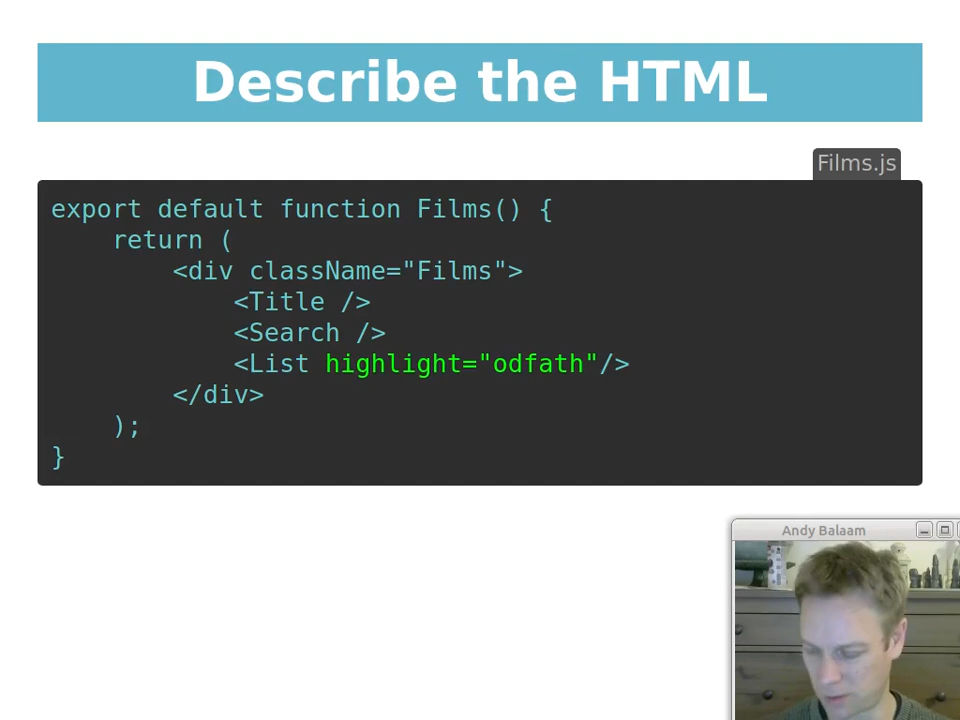 Describe the HTML
Films.js
export default function Films() {
    return (
        <div className="Films">
            <Title />
            <Search />
            <List highlight="odfath"/>
        </div>
    );
}
Andy Balaam